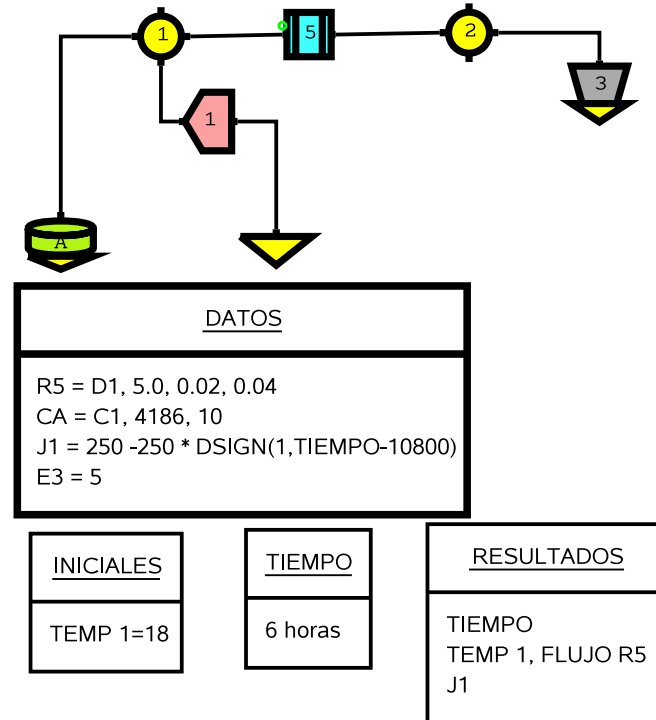 1
5
2
3
1
A
DATOS
R5 = D1, 5.0, 0.02, 0.04
CA = C1, 4186, 10
J1 = 250 -250 * DSIGN(1,TIEMPO-10800)
E3 = 5
INICIALES
TEMP 1=18
TIEMPO
6 horas
RESULTADOS
TIEMPO
TEMP 1, FLUJO R5
J1